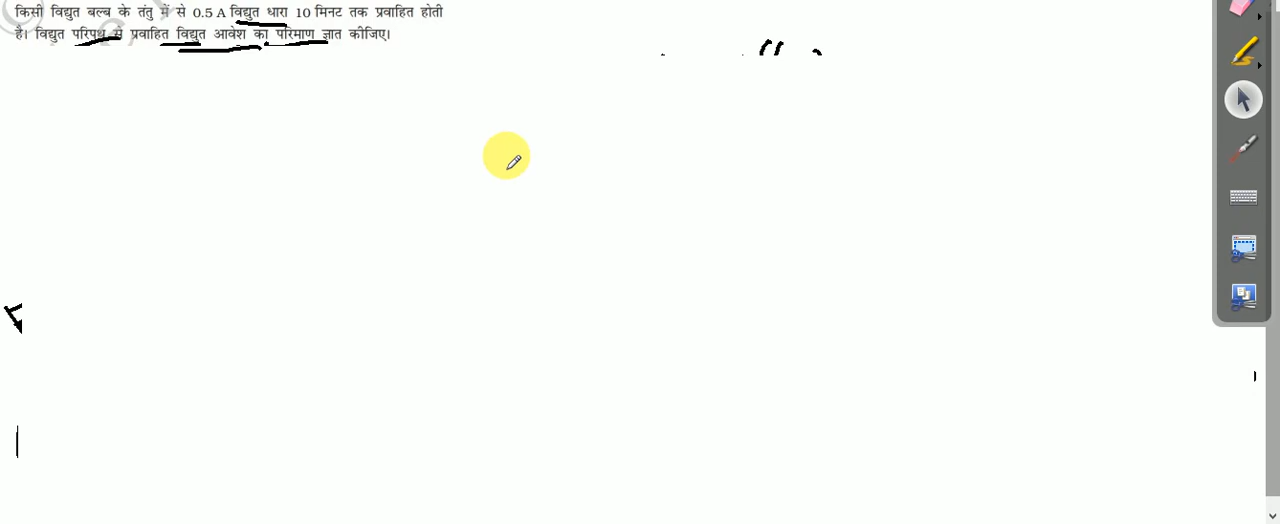 किसी विद्युत बल्ब के तंतु में से 0.5 A विद्युत धारा 10 मिनट तक प्रवाहित होती
है। विद्युत परिपथ से प्रवाहित विद्युत आवेश का परिमाण ज्ञात कीजिए।